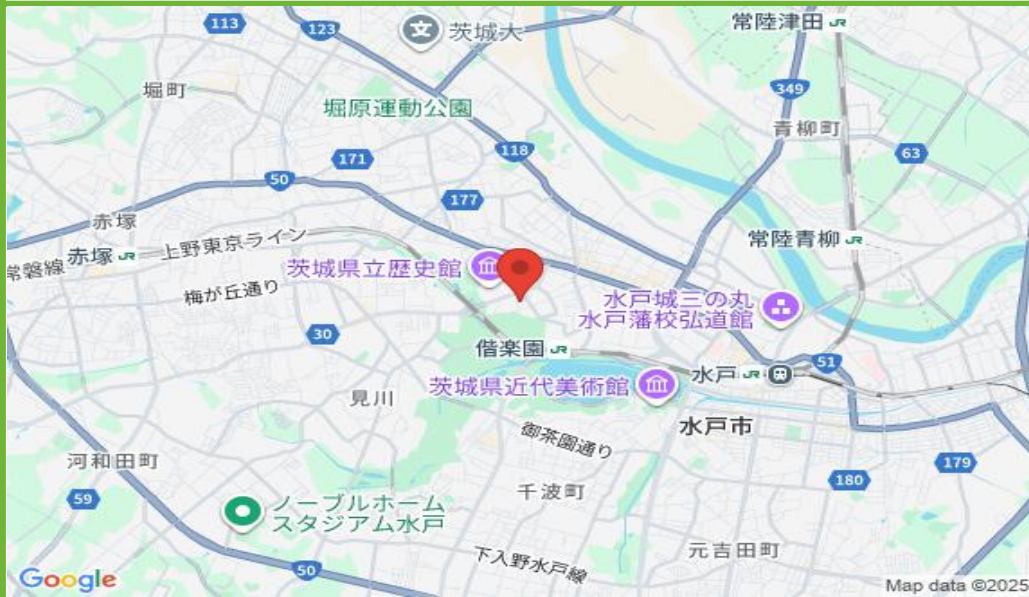 113
123
茨城大
常陸津田 JR
堀町
349
堀原運動公園
青柳町
171
118
63
50
177
赤塚
上野東京ライン
常陸青柳 JR
常磐線
赤塚 JR
茨城県立歴史館
梅が丘通り
水戸城三の丸
水戸藩校弘道館
30
偕楽園 JR
51
茨城県近代美術館
水戸 JR
見川
御茶園通り
水戸市
河和田町
179
59
千波町
180
ノーブルホーム
スタジアム水戸
元吉田町
下入野水戸線
50
Google
Map data ©2025